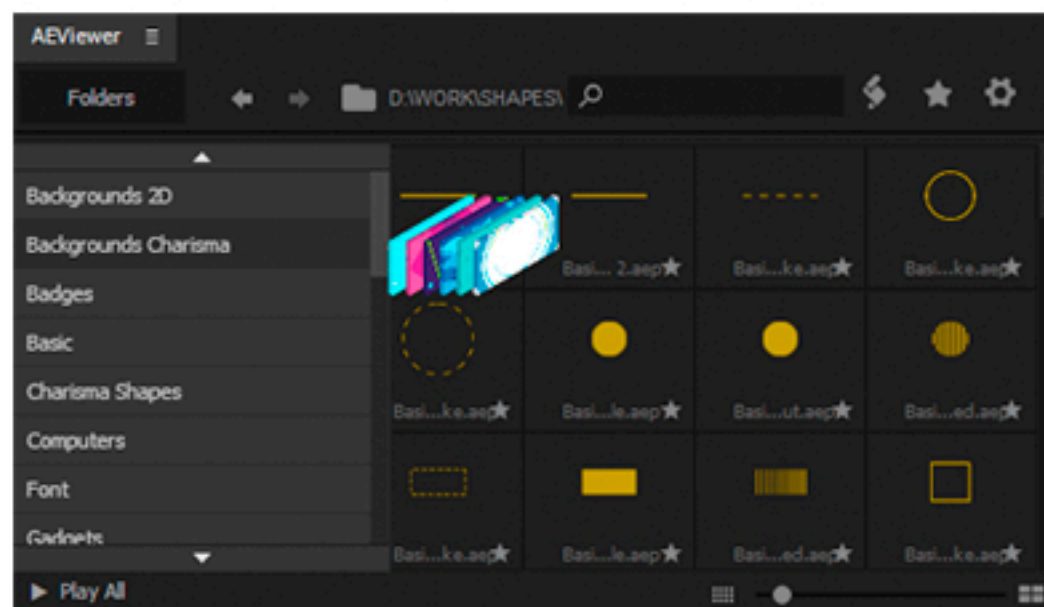 AEViewer
Folders D:\WORK\SHAPES\
Backgrounds 2D
Backgrounds Charisma
Badges
Basic
Charisma Shapes
Computers
Font
Gadgets
Basi... 2.aep
Basi...ke.aep
Basi...ke.aep
Basi...ke.aep
Basi...le.aep
Basi...ut.aep
Basi...ed.aep
Basi...ke.aep
Basi...le.aep
Basi...ed.aep
Basi...ke.aep
Play All